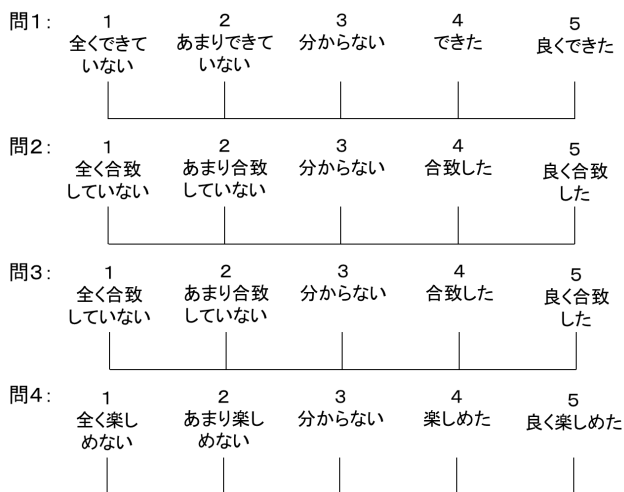 問1: 1 2 3 4 5
全くできて あまりできて 分からない できた 良くできた
いない いない
問2: 1 2 3 4 5
全く合致 あまり合致 分からない 合致した 良く合致
していない していない した
問3: 1 2 3 4 5
全く合致 あまり合致 分からない 合致した 良く合致
していない していない した
問4: 1 2 3 4 5
全く楽し あまり楽し 分からない 楽しめた 良く楽しめた
めない めない